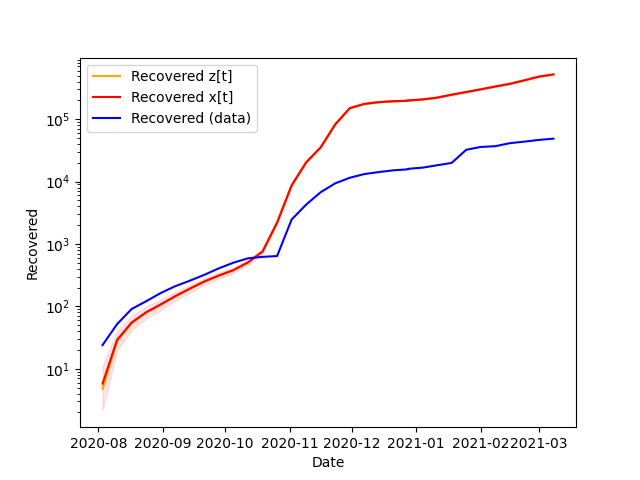 Recovered z[t]
Recovered x[t]
Recovered (data)
Recovered
10^5
10^4
10^3
10^2
10^1
2020-08 2020-09 2020-10 2020-11 2020-12 2021-01 2021-02 2021-03
Date